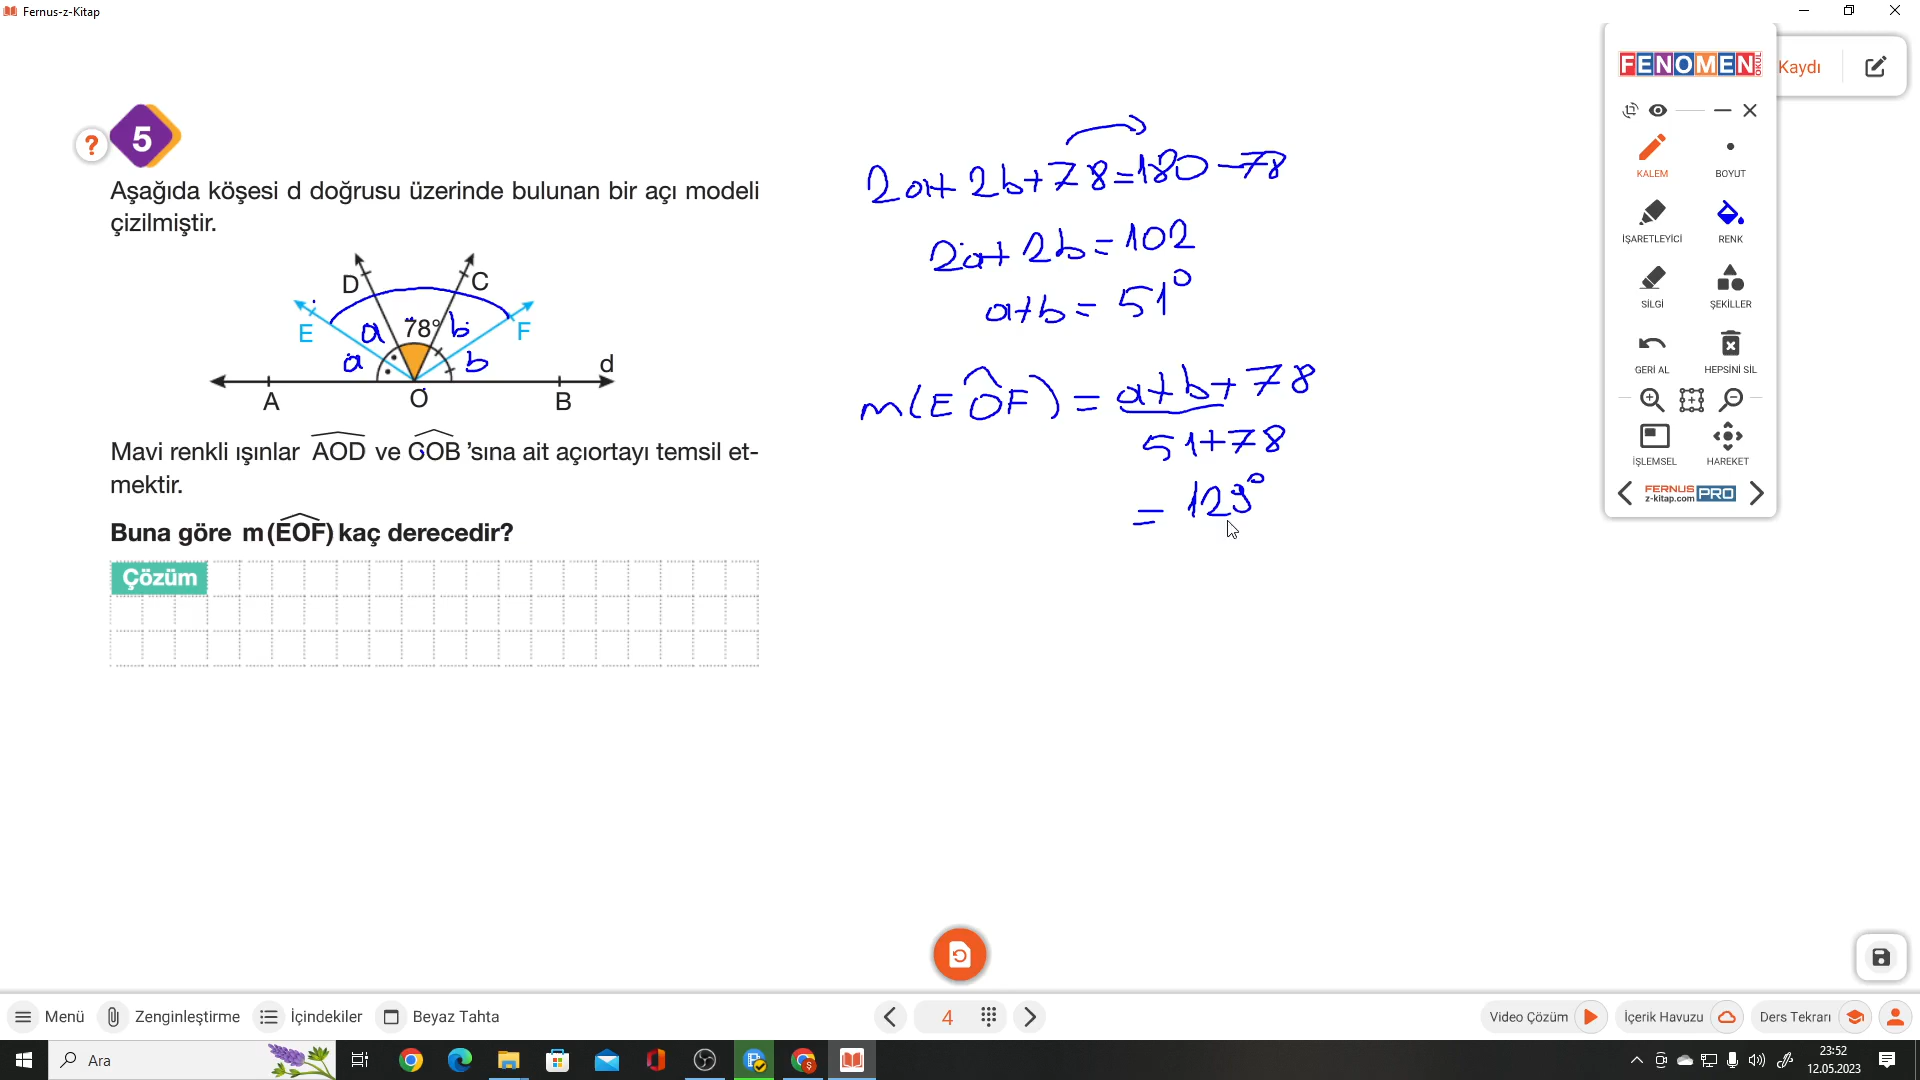 Fernus-z-Kitap
FENOMEN OKUL
Kaydı
KALEM
BOYUT
İŞARETLEYİCİ
RENK
SİLGİ
ŞEKİLLER
GERİ AL
HEPSİNİ SİL
İŞLEMSEL
HAREKET
FERNUS
z-kitap.com PRO
? 5
Aşağıda köşesi d doğrusu üzerinde bulunan bir açı modeli
çizilmiştir.
D
C
E
a
78°
b
F
a
b
d
A
O
B
Mavi renkli ışınlar AOD ve COB 'sına ait açıortayı temsil et-
mektir.
Buna göre m(EOF) kaç derecedir?
Çözüm
2a+2b+78=180-78
2a+2b=102
a+b=51°
m(EOF)=a+b+78
51+78
=129°
Menü
Zenginleştirme
İçindekiler
Beyaz Tahta
4
Video Çözüm
İçerik Havuzu
Ders Tekrarı
Ara
23:52
12.05.2023